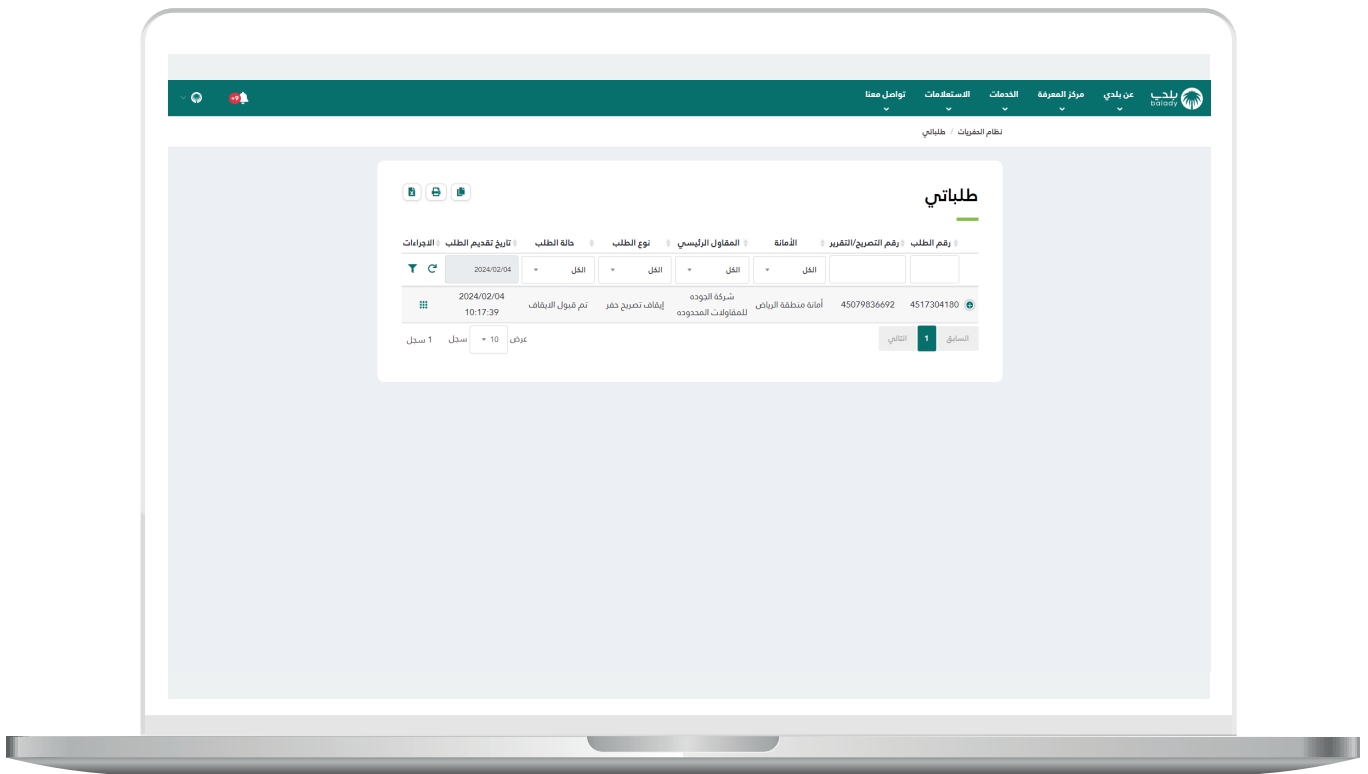 بلدي
balady
عن بلدي
مركز المعرفة
الخدمات
الاستعلامات
تواصل معنا
+9
نظام الحفريات / طلباتي
طلباتي
رقم الطلب
رقم التصريح/التقرير
الأمانة
المقاول الرئيسي
نوع الطلب
حالة الطلب
تاريخ تقديم الطلب
الاجراءات
الكل
الكل
الكل
الكل
2024/02/04
4517304180
45079836692
أمانة منطقة الرياض
شركة الجوده
للمقاولات المحدوده
إيقاف تصريح حفر
تم قبول الايقاف
2024/02/04
10:17:39
السابق
1
التالي
عرض 10 سجل
1 سجل